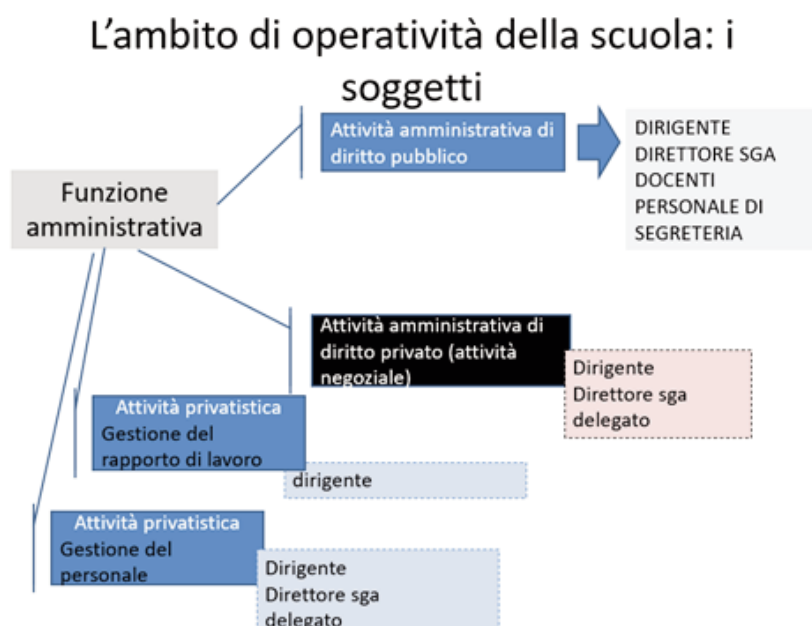 L'ambito di operatività della scuola: i
soggetti
Attività amministrativa di
diritto pubblico
DIRIGENTE
DIRETTORE SGA
DOCENTI
PERSONALE DI
SEGRETERIA
Funzione
amministrativa
Attività amministrativa di
diritto privato (attività
negoziale)
Dirigente
Direttore sga
delegato
Attività privatistica
Gestione del
rapporto di lavoro
dirigente
Attività privatistica
Gestione del
personale
Dirigente
Direttore sga
delegato